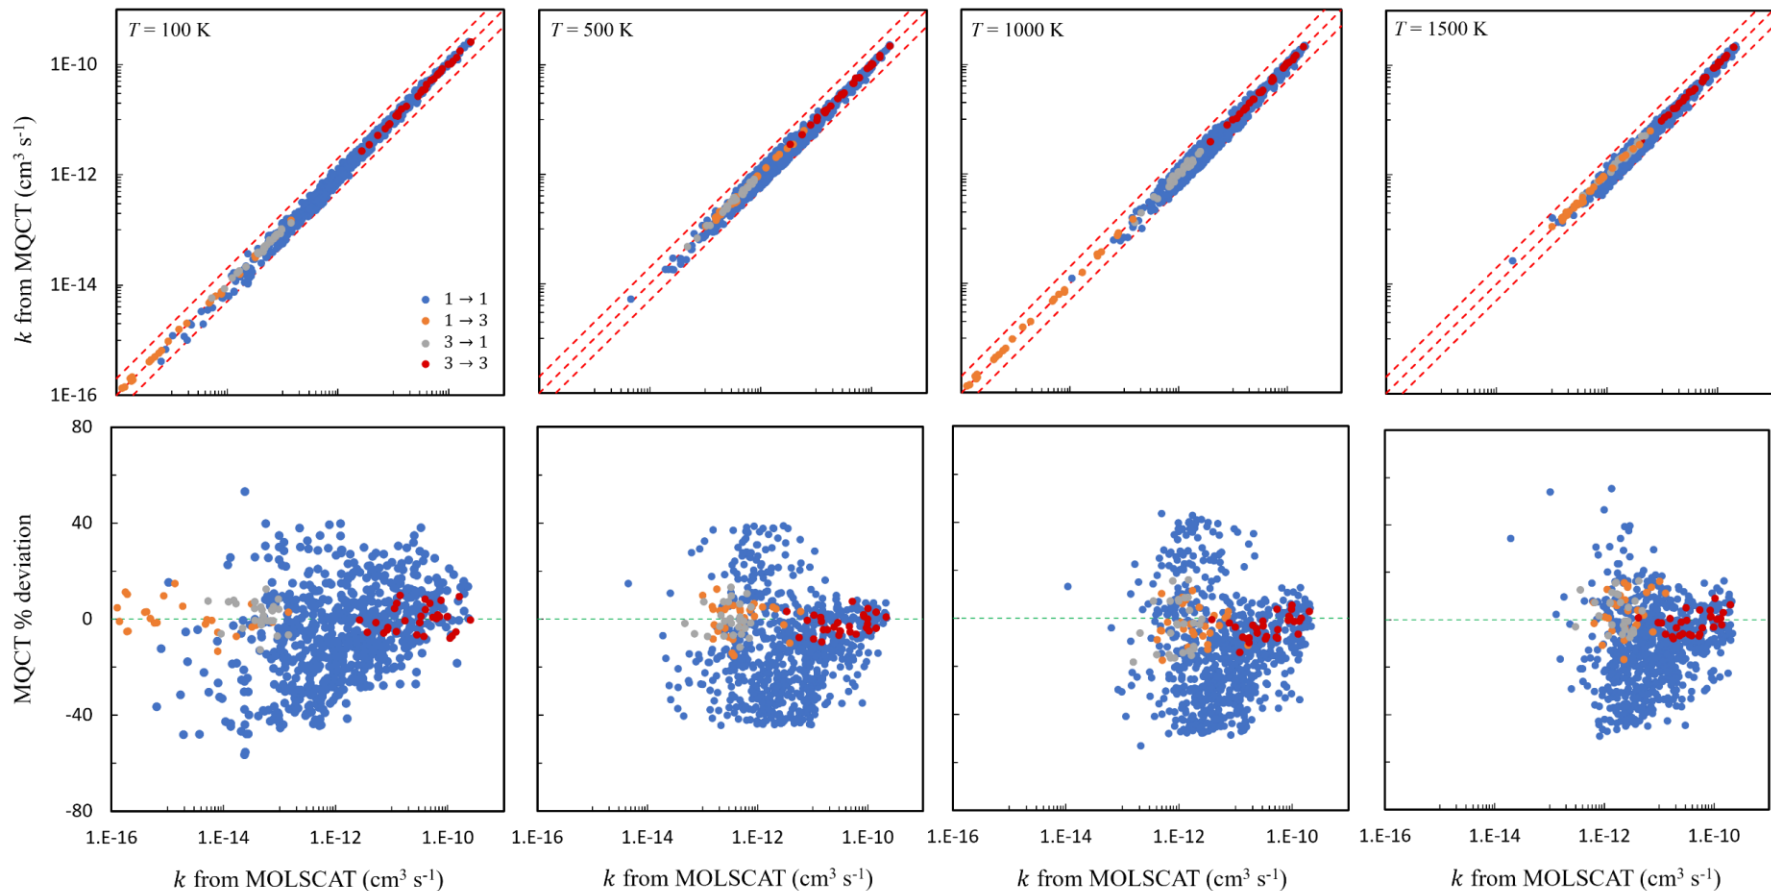 T = 100 K
T = 500 K
T = 1000 K
T = 1500 K
1E-10
1E-12
1E-14
1E-16
k from MQCT (cm³ s⁻¹)
1 → 1
1 → 3
3 → 1
3 → 3
80
40
0
-40
-80
MQCT % deviation
1.E-16 1.E-14 1.E-12 1.E-10
1.E-16 1.E-14 1.E-12 1.E-10
1.E-16 1.E-14 1.E-12 1.E-10
1.E-16 1.E-14 1.E-12 1.E-10
k from MOLSCAT (cm³ s⁻¹)
k from MOLSCAT (cm³ s⁻¹)
k from MOLSCAT (cm³ s⁻¹)
k from MOLSCAT (cm³ s⁻¹)